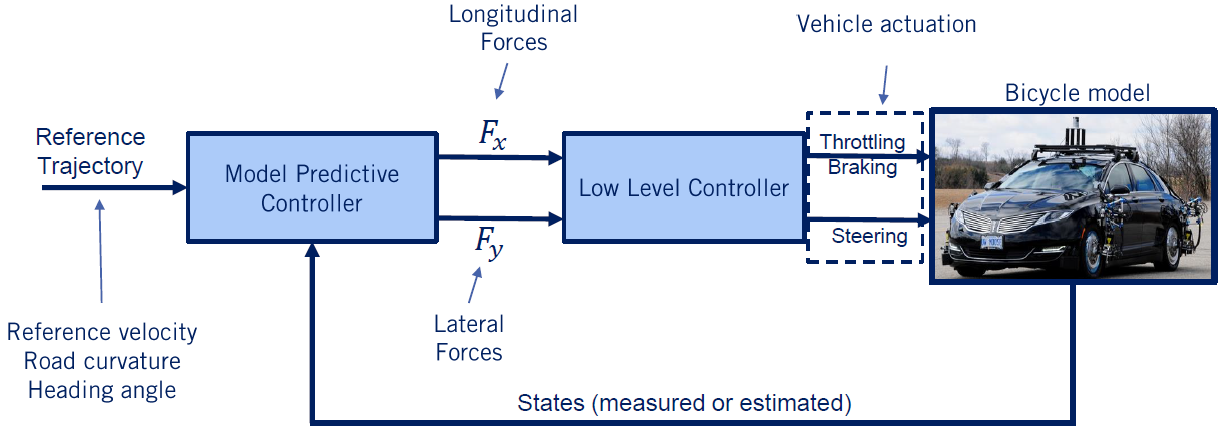 Longitudinal
Forces
Vehicle actuation
Bicycle model
Reference
Trajectory
F_x
Throttling
Braking
Model Predictive
Controller
Low Level Controller
F_y
Steering
Reference velocity
Road curvature
Heading angle
Lateral
Forces
States (measured or estimated)